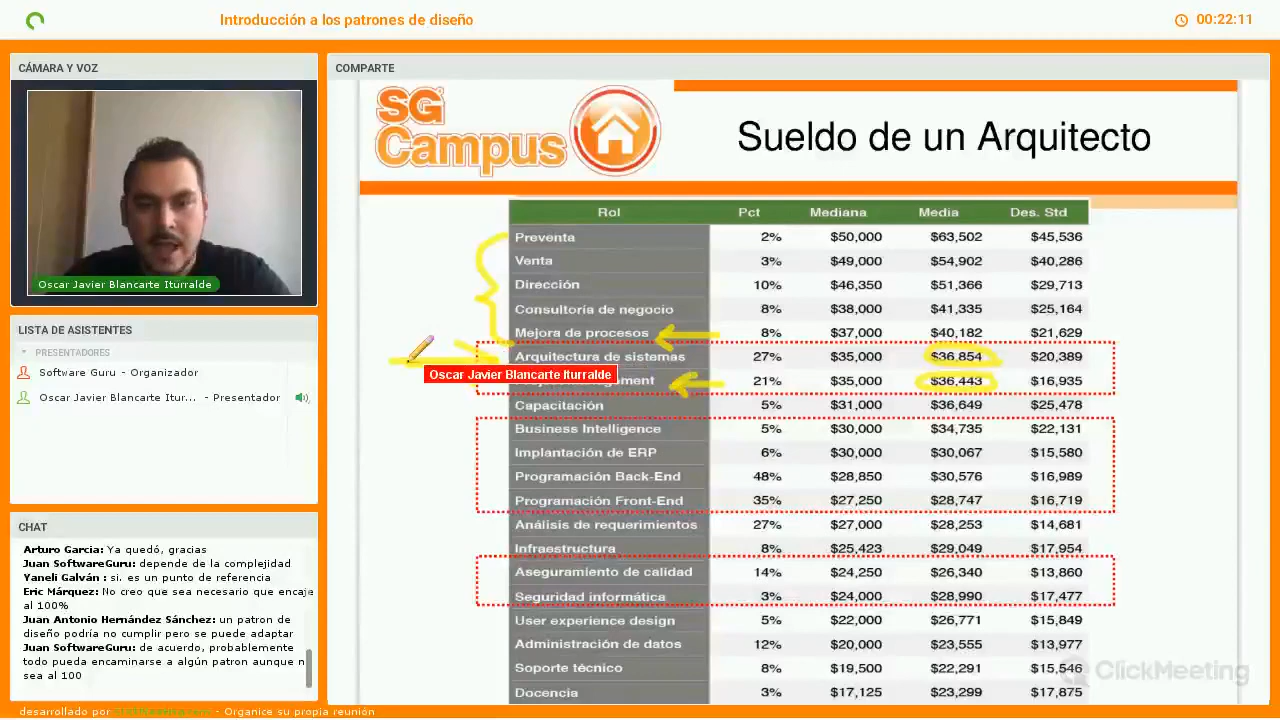 Introducción a los patrones de diseño
00:22:11
CÁMARA Y VOZ
Oscar Javier Blancarte Iturralde
LISTA DE ASISTENTES
PRESENTADORES
Software Guru - Organizador
Oscar Javier Blancarte Itur... - Presentador
CHAT
Arturo Garcia: Ya quedó, gracias
Juan SoftwareGuru: depende de la complejidad
Yaneli Galván : si. es un punto de referencia
Eric Márquez: No creo que sea necesario que encaje
al 100%
Juan Antonio Hernández Sánchez: un patron de
diseño podría no cumplir pero se puede adaptar
Juan SoftwareGuru: de acuerdo, probablemente
todo pueda encaminarse a algún patron aunque n
sea al 100
COMPARTE
SG
Campus
Sueldo de un Arquitecto
Rol Pct Mediana Media Des. Std
Preventa 2% $50,000 $63,502 $45,536
Venta 3% $49,000 $54,902 $40,286
Dirección 10% $46,350 $51,366 $29,713
Consultoría de negocio 8% $38,000 $41,335 $25,164
Mejora de procesos 8% $37,000 $40,182 $21,629
Arquitectura de sistemas 27% $35,000 $36,854 $20,389
Oscar Javier Blancarte Iturralde
21% $35,000 $36,443 $16,935
Capacitación 5% $31,000 $36,649 $25,478
Business Intelligence 5% $30,000 $34,735 $22,131
Implantación de ERP 6% $30,000 $30,067 $15,580
Programación Back-End 48% $28,850 $30,576 $16,989
Programación Front-End 35% $27,250 $28,747 $16,719
Análisis de requerimientos 27% $27,000 $28,253 $14,681
Infraestructura 8% $25,423 $29,049 $17,954
Aseguramiento de calidad 14% $24,250 $26,340 $13,860
Seguridad informática 3% $24,000 $28,990 $17,477
User experience design 5% $22,000 $26,771 $15,849
Administración de datos 12% $20,000 $23,555 $13,977
Soporte técnico 8% $19,500 $22,291 $15,546
Docencia 3% $17,125 $23,299 $17,875
ClickMeeting
desarrollado por - Organice su propia reunión